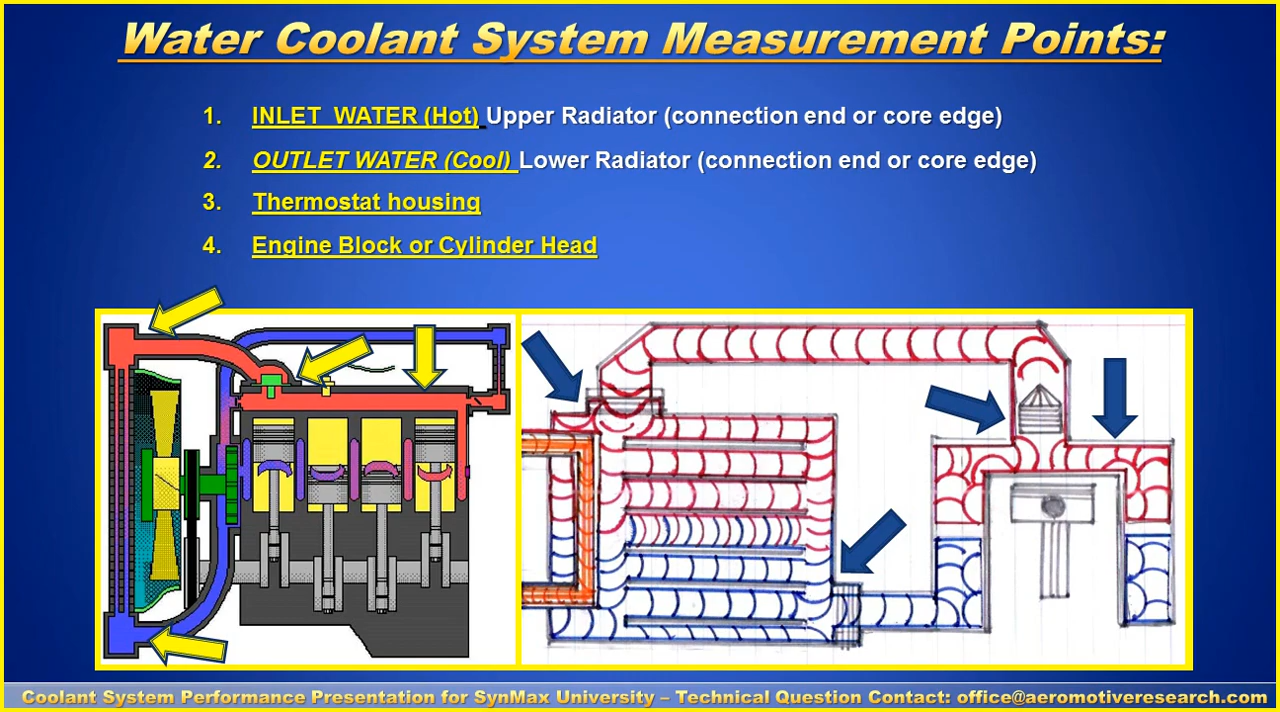 Water Coolant System Measurement Points:
1. INLET WATER (Hot) Upper Radiator (connection end or core edge)
2. OUTLET WATER (Cool) Lower Radiator (connection end or core edge)
3. Thermostat housing
4. Engine Block or Cylinder Head
Coolant System Performance Presentation for SynMax University – Technical Question Contact: office@aeromotiveresearch.com